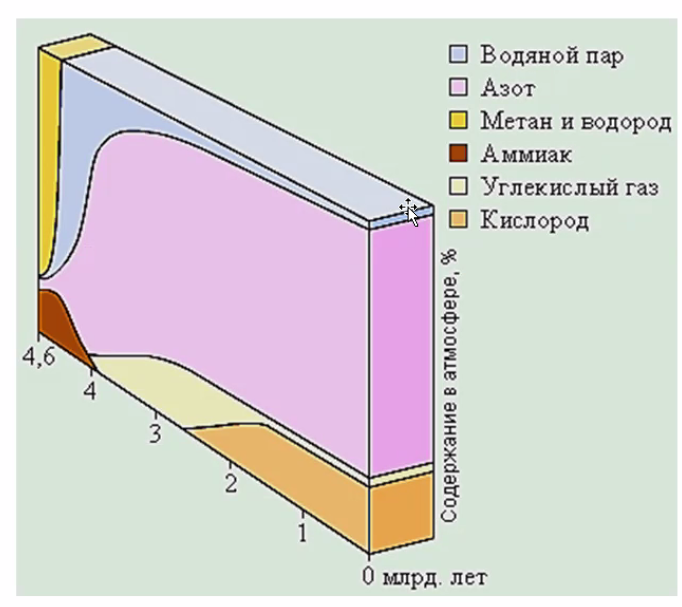 Водяной пар
Азот
Метан и водород
Аммиак
Углекислый газ
Кислород
Содержание в атмосфере, %
4,6
4
3
2
1
0 млрд. лет